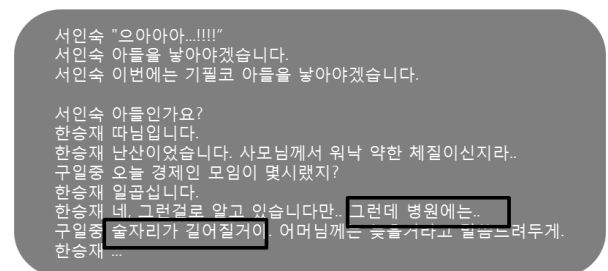 서인숙 "으아아아...!!!!"
서인숙 아들을 낳아야겠습니다.
서인숙 이번에는 기필코 아들을 낳아야겠습니다.
서인숙 아들인가요?
한승재 따님입니다.
한승재 난산이었습니다. 사모님께서 워낙 약한 체질이신지라..
구일중 오늘 경제인 모임이 몇시랬지?
한승재 일곱십니다.
한승재 네, 그런걸로 알고 있습니다만.. 그런데 병원에는..
구일중 술자리가 길어질거야. 어머님께는 늦을거라고 말씀드려두게.
한승재 ...